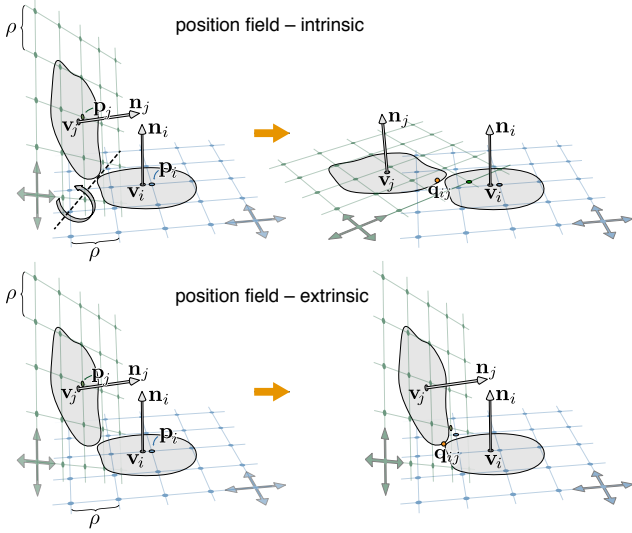 position field – intrinsic
ρ
p_j
n_j
v_j
n_i
p_i
v_i
ρ
n_j
n_i
v_j
q_ij
v_i
position field – extrinsic
ρ
p_j
n_j
v_j
n_i
p_i
v_i
ρ
n_j
n_i
v_j
q_ij
v_i